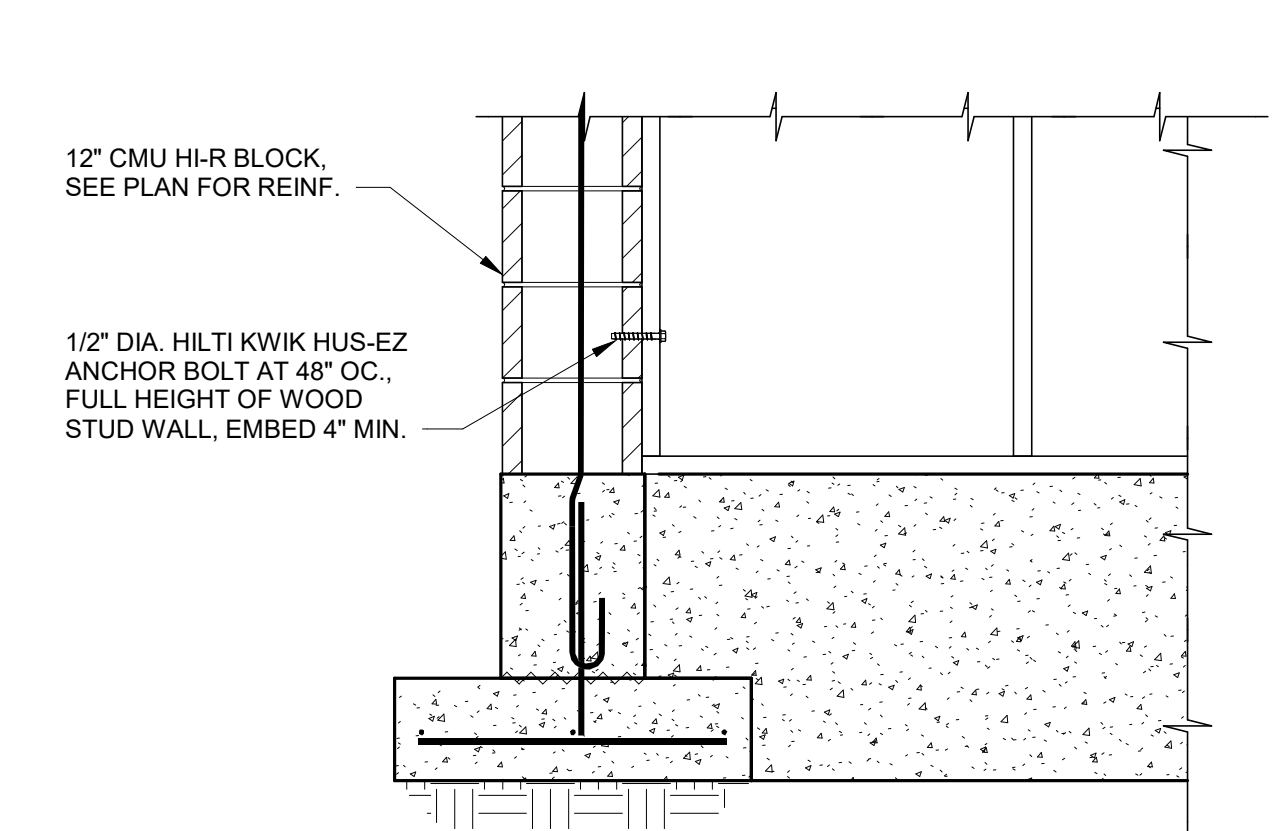 12" CMU HI-R BLOCK,
SEE PLAN FOR REINF.
1/2" DIA. HILTI KWIK HUS-EZ
ANCHOR BOLT AT 48" OC.,
FULL HEIGHT OF WOOD
STUD WALL, EMBED 4" MIN.